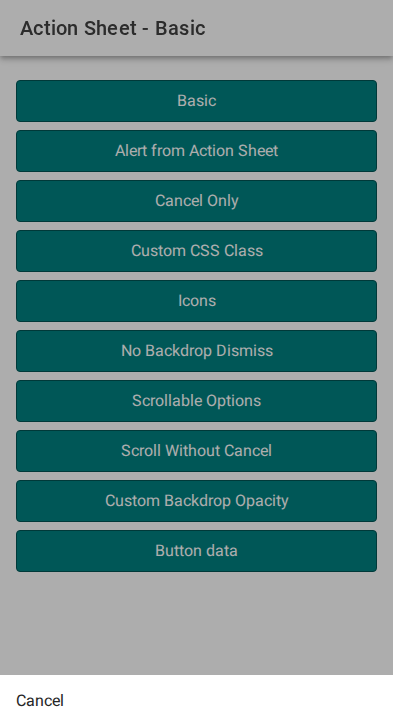 Action Sheet - Basic
Basic
Alert from Action Sheet
Cancel Only
Custom CSS Class
Icons
No Backdrop Dismiss
Scrollable Options
Scroll Without Cancel
Custom Backdrop Opacity
Button data
Cancel